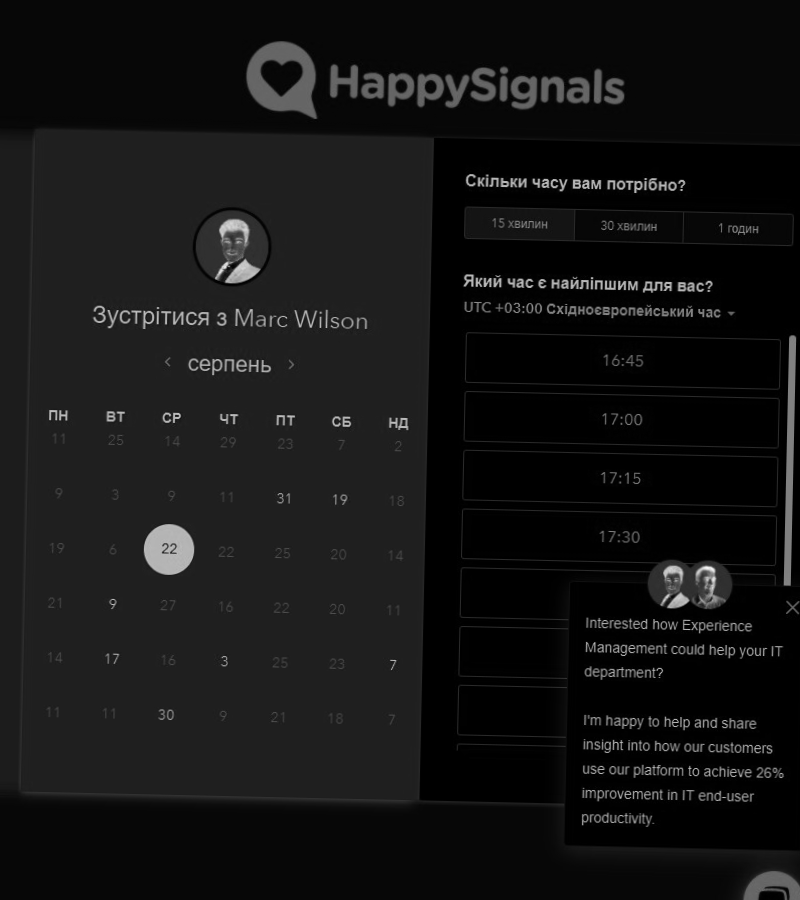 HappySignals
Зустрітися з Marc Wilson
серпень
ПН ВТ СР ЧТ ПТ СБ НД
11 25 14 29 23 7 2
9 3 9 11 31 19 18
19 6 22 22 25 20 14
21 9 27 16 22 20 11
14 17 16 3 25 23 7
11 11 30 9 21 18 7
Скільки часу вам потрібно?
15 хвилин 30 хвилин 1 годин
Який час є найліпшим для вас?
UTC +03:00 Східноєвропейський час
16:45
17:00
17:15
17:30
Interested how Experience
Management could help your IT
department?
I'm happy to help and share
insight into how our customers
use our platform to achieve 26%
improvement in IT end-user
productivity.